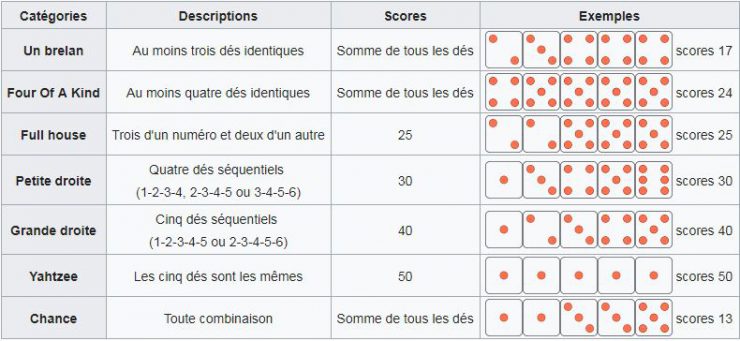 Catégories Descriptions Scores Exemples
Un brelan Au moins trois dés identiques Somme de tous les dés scores 17
Four Of A Kind Au moins quatre dés identiques Somme de tous les dés scores 24
Full house Trois d'un numéro et deux d'un autre 25 scores 25
Petite droite Quatre dés séquentiels
(1-2-3-4, 2-3-4-5 ou 3-4-5-6) 30 scores 30
Grande droite Cinq dés séquentiels
(1-2-3-4-5 ou 2-3-4-5-6) 40 scores 40
Yahtzee Les cinq dés sont les mêmes 50 scores 50
Chance Toute combinaison Somme de tous les dés scores 13